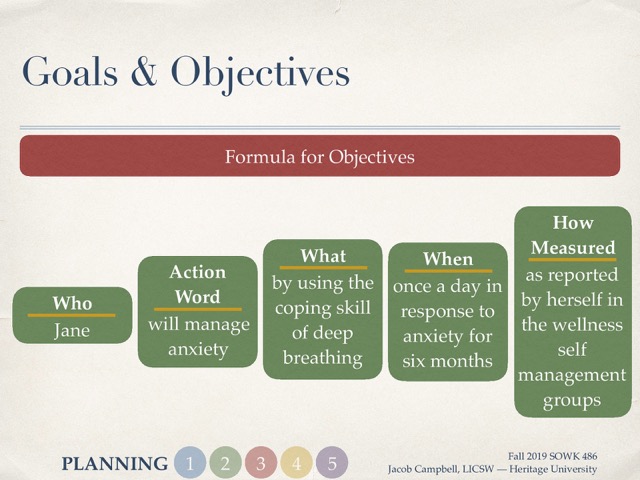 Goals & Objectives
Formula for Objectives
Who
Jane
Action
Word
will manage
anxiety
What
by using the
coping skill
of deep
breathing
When
once a day in
response to
anxiety for
six months
How
Measured
as reported
by herself in
the wellness
self
management
groups
PLANNING 1 2 3 4 5
Fall 2019 SOWK 486
Jacob Campbell, LICSW — Heritage University